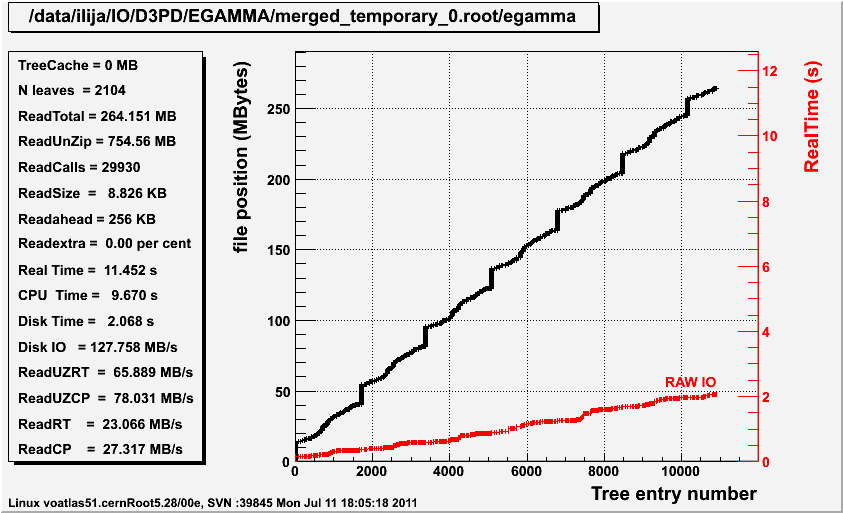 /data/ilija/IO/D3PD/EGAMMA/merged_temporary_0.root/egamma
TreeCache = 0 MB
N leaves = 2104
ReadTotal = 264.151 MB
ReadUnZip = 754.56 MB
ReadCalls = 29930
ReadSize = 8.826 KB
Readahead = 256 KB
Readextra = 0.00 per cent
Real Time = 11.452 s
CPU Time = 9.670 s
Disk Time = 2.068 s
Disk IO = 127.758 MB/s
ReadUZRT = 65.889 MB/s
ReadUZCP = 78.031 MB/s
ReadRT = 23.066 MB/s
ReadCP = 27.317 MB/s
file position (MBytes)
250
200
150
100
50
0
0 2000 4000 6000 8000 10000
Tree entry number
RAW IO
RealTime (s)
12
10
8
6
4
2
0
Linux voatlas51.cernRoot5.28/00e, SVN :39845 Mon Jul 11 18:05:18 2011